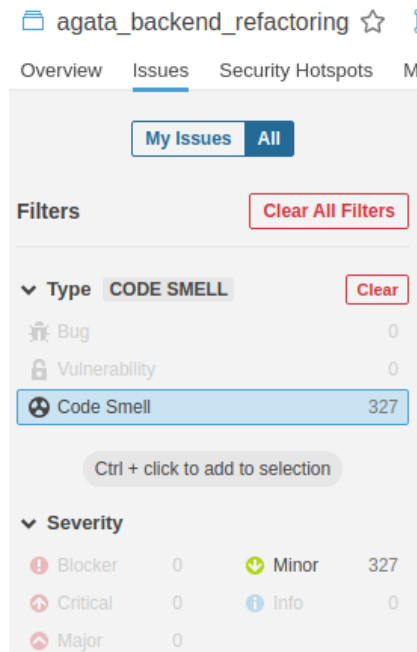 agata_backend_refactoring
Overview Issues Security Hotspots M
My Issues All
Filters Clear All Filters
Type CODE SMELL Clear
Bug 0
Vulnerability 0
Code Smell 327
Ctrl + click to add to selection
Severity
Blocker 0 Minor 327
Critical 0 Info 0
Major 0